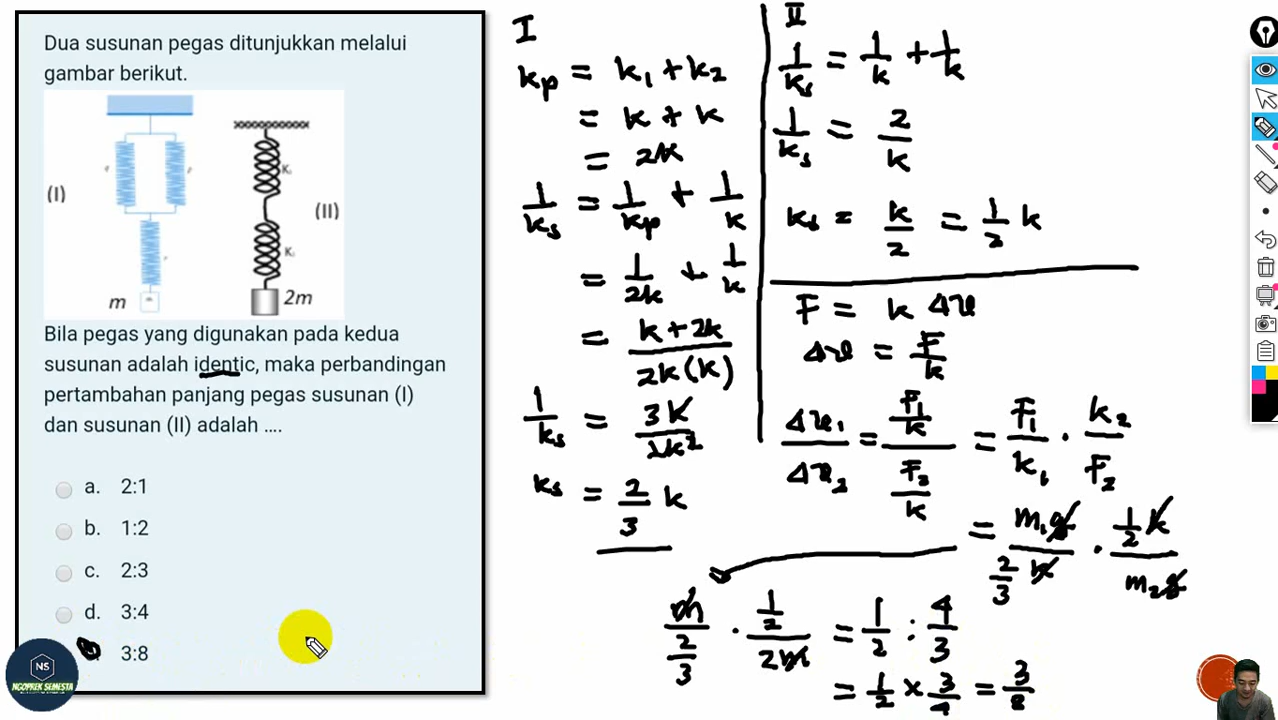 Dua susunan pegas ditunjukkan melalui
gambar berikut.
(I)
m
K₁
K₂
(II)
2m
Bila pegas yang digunakan pada kedua
susunan adalah identic, maka perbandingan
pertambahan panjang pegas susunan (I)
dan susunan (II) adalah ....
a. 2:1
b. 1:2
c. 2:3
d. 3:4
3:8
NS
NGOPREK SEMESTA
I
kp = k₁ + k₂
= k + k
= 2k
1/ks = 1/kp + 1/k
= 1/2k + 1/k
= k + 2k / 2k(k)
1/ks = 3k/2k²
ks = 2/3 k
II
1/ks = 1/k + 1/k
1/ks = 2/k
ks = k/2 = 1/2 k
F = k Δx
Δx = F/k
Δx₁/Δx₂ = F₁/k / F₂/k = F₁/k₁ · k₂/F₂
= m₁g / 2/3 k · 1/2 k / m₂g
m / 2/3 · 1/2 / 2m = 1/2 : 4/3
= 1/2 × 3/4 = 3/8